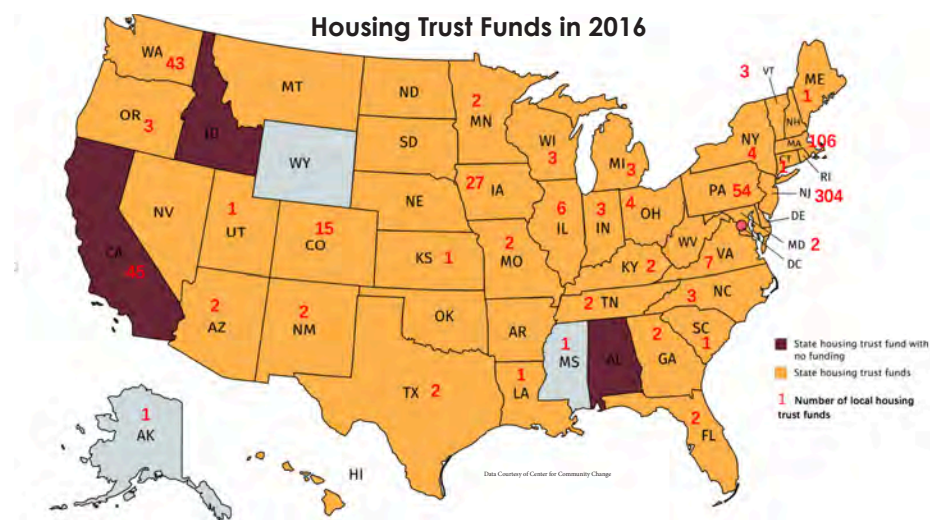 Housing Trust Funds in 2016
WA 43
OR 3
ID
MT
ND
SD
WY
NE
NV
CA 45
UT 1
CO 15
KS 1
AZ 2
NM 2
OK
TX 2
MN 2
IA 27
MO 2
AR
LA 1
WI 3
IL 6
IN 3
MI 3
OH 4
KY 2
TN 2
MS 1
AL
GA 2
FL 2
SC 1
NC 3
VA 7
WV
PA 54
NY 4
VT 3
NH
ME 1
MA 106
CT 1
RI
NJ 304
DE
MD 2
DC
AK 1
HI
State housing trust fund with
no funding
State housing trust funds
1 Number of local housing
trust funds
Data Courtesy of Center for Community Change